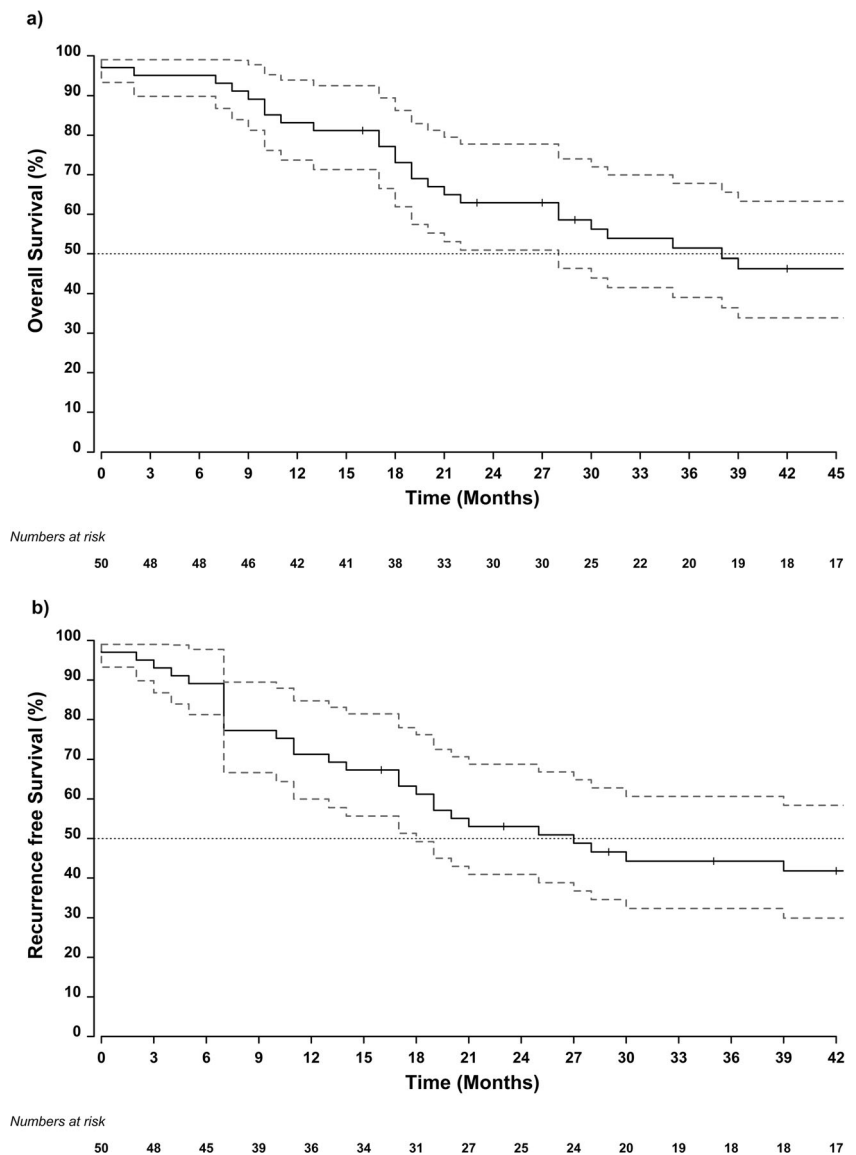 a)
Overall Survival (%)
100
90
80
70
60
50
40
30
20
10
0
0 3 6 9 12 15 18 21 24 27 30 33 36 39 42 45
Time (Months)
Numbers at risk
50 48 48 46 42 41 38 33 30 30 25 22 20 19 18 17
b)
Recurrence free Survival (%)
100
90
80
70
60
50
40
30
20
10
0
0 3 6 9 12 15 18 21 24 27 30 33 36 39 42
Time (Months)
Numbers at risk
50 48 45 39 36 34 31 27 25 24 20 19 18 18 17